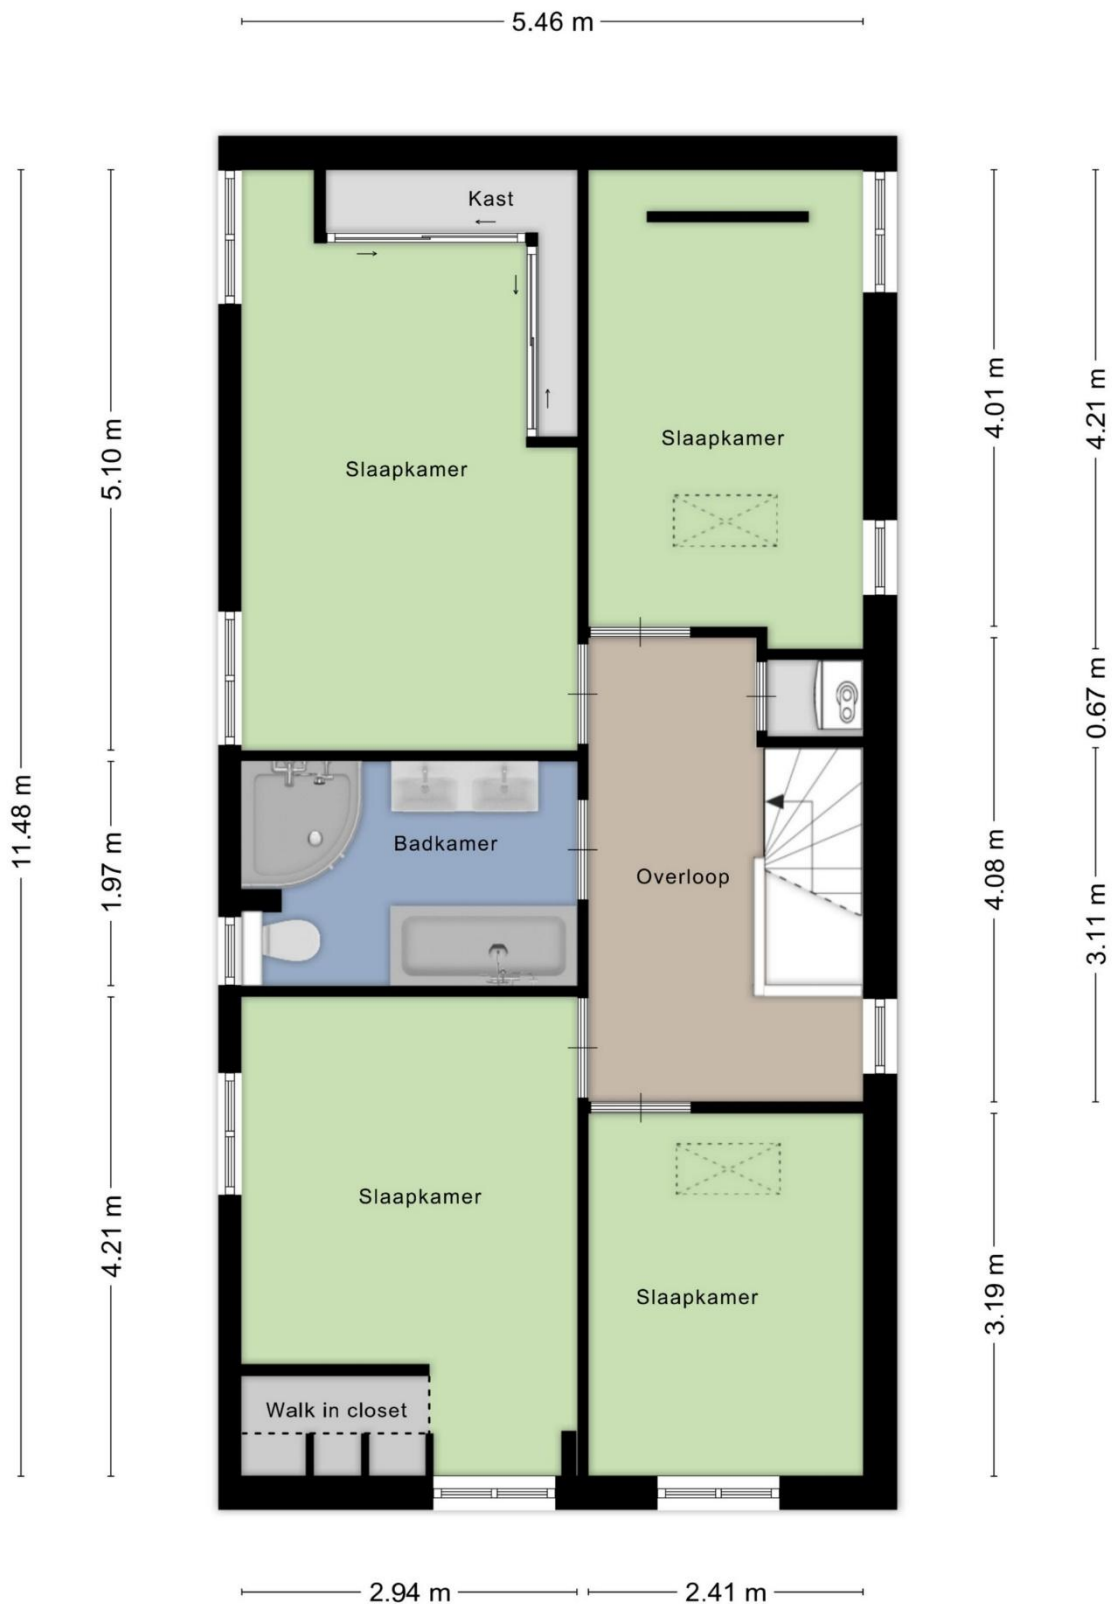 5.46 m
Kast
Slaapkamer
Slaapkamer
5.10 m
4.01 m
4.21 m
0.67 m
11.48 m
1.97 m
Badkamer
Overloop
4.08 m
3.11 m
4.21 m
Slaapkamer
Slaapkamer
3.19 m
Walk in closet
2.94 m
2.41 m